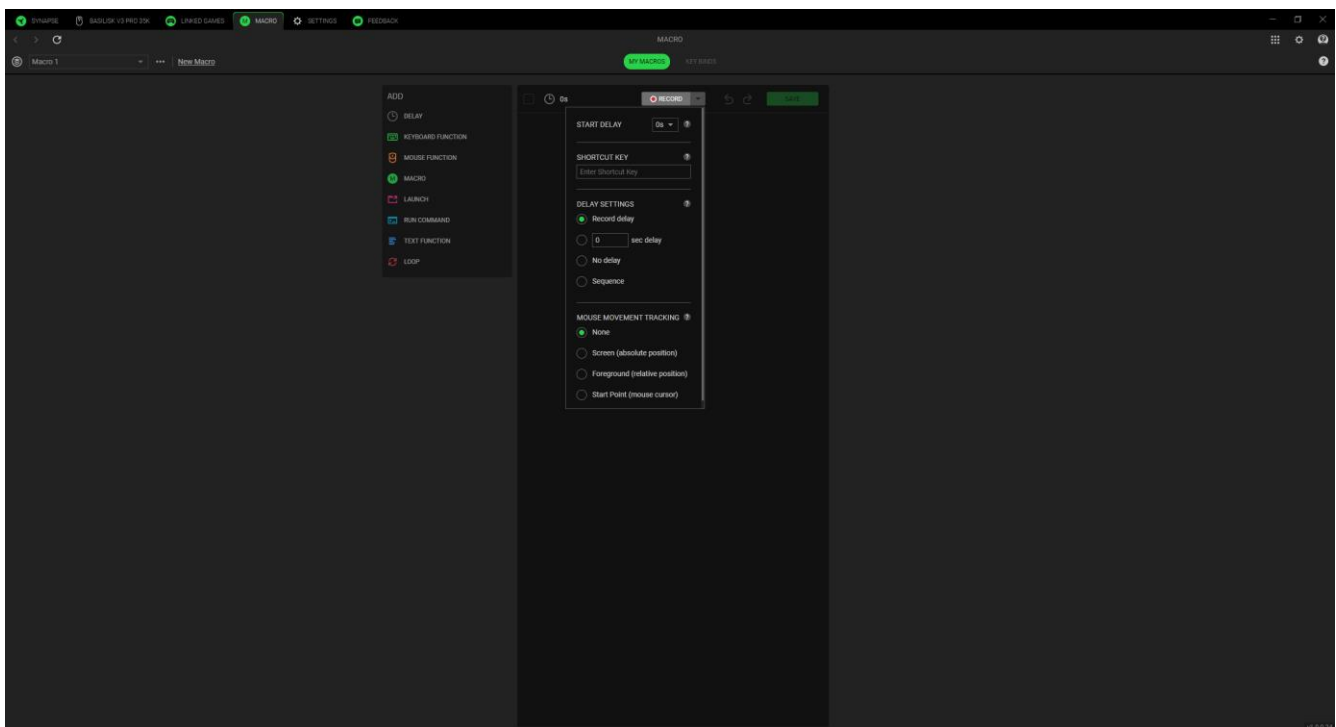 SYNAPSE BASILISK V3 PRO 35K LINKED GAMES MACRO SETTINGS FEEDBACK
MACRO
Macro 1 New Macro MY MACROS KEY BINDS
ADD
DELAY
KEYBOARD FUNCTION
MOUSE FUNCTION
MACRO
LAUNCH
RUN COMMAND
TEXT FUNCTION
LOOP
0s RECORD SAVE
START DELAY 0s
SHORTCUT KEY
Enter Shortcut Key
DELAY SETTINGS
Record delay
0 sec delay
No delay
Sequence
MOUSE MOVEMENT TRACKING
None
Screen (absolute position)
Foreground (relative position)
Start Point (mouse cursor)